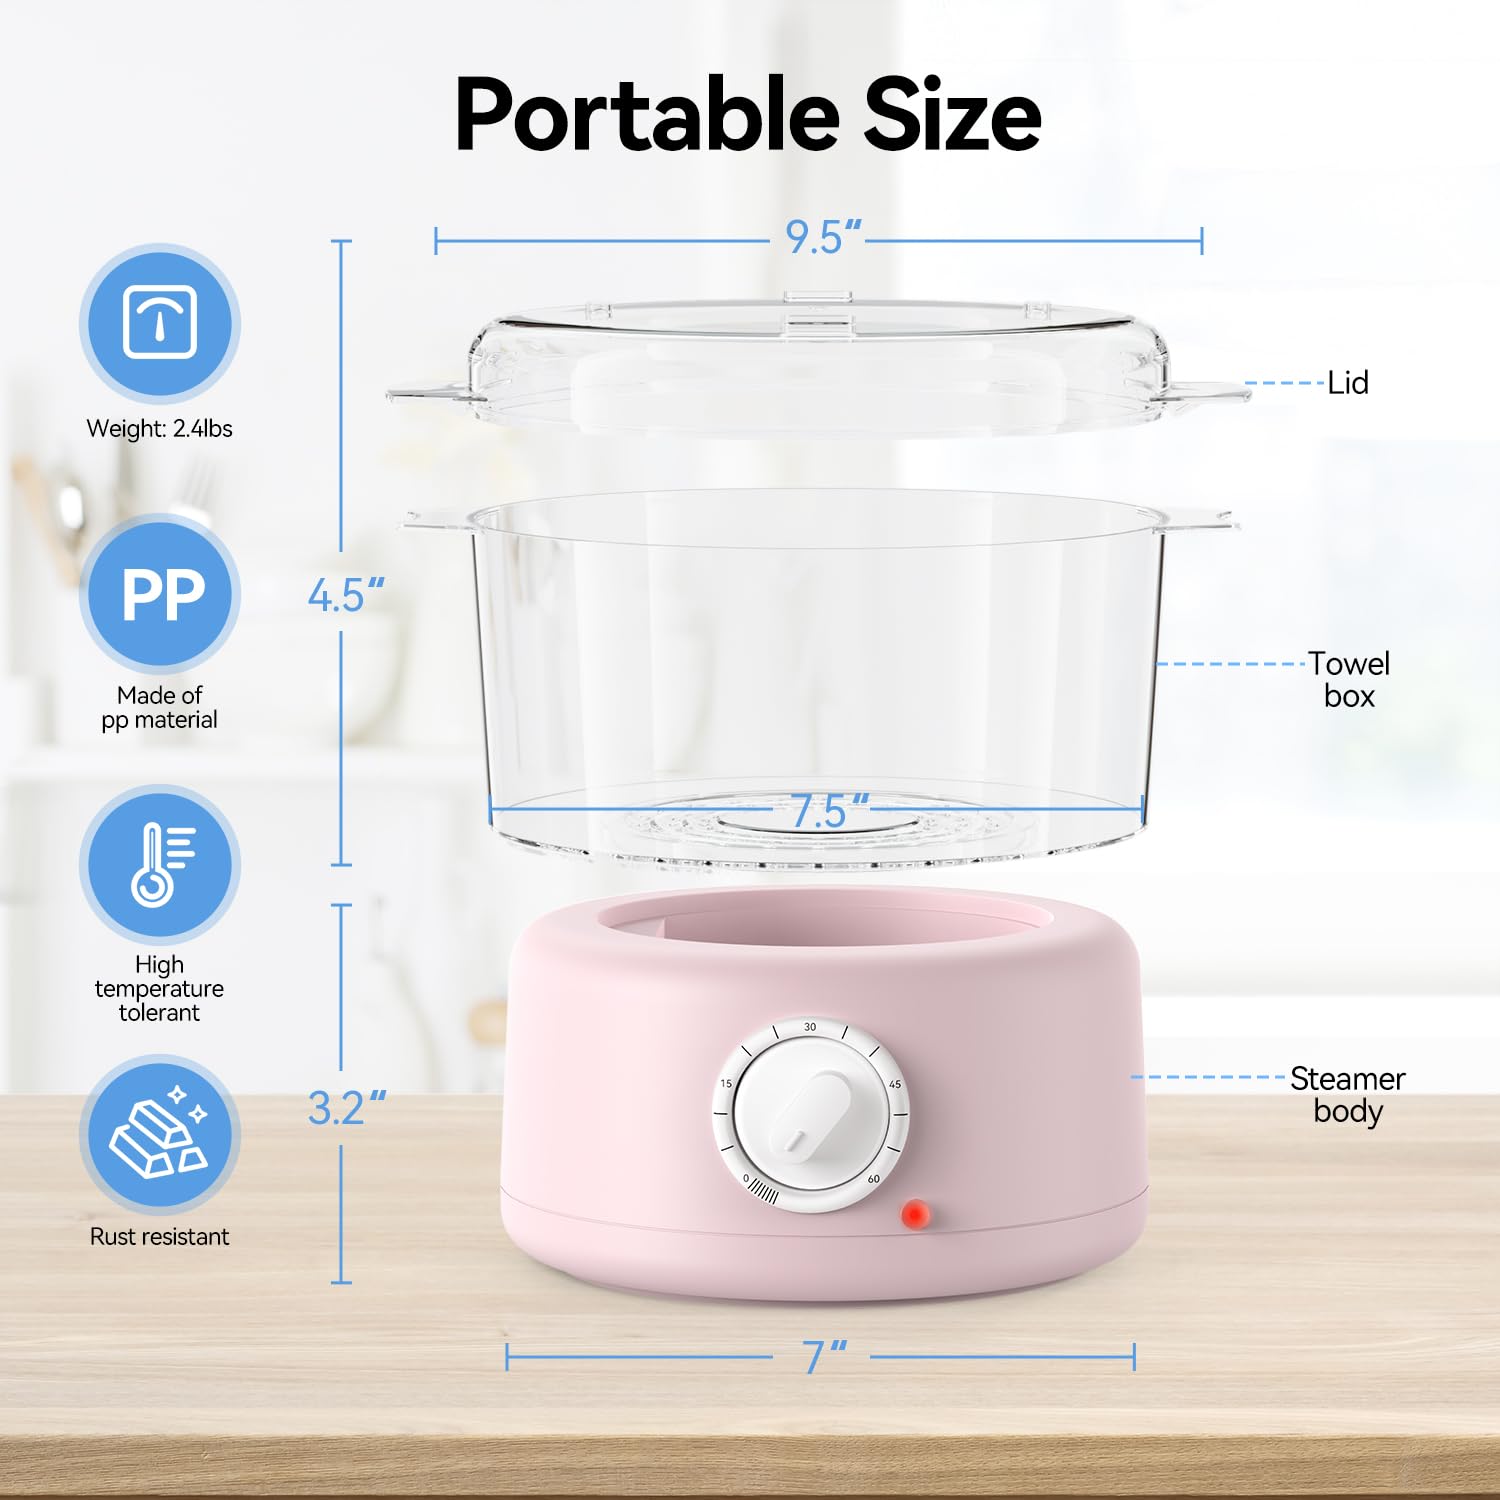 Portable Size
9.5“
Weight: 2.4lbs
Lid
PP
Made of
pp material
4.5“
Towel
box
7.5“
High
temperature
tolerant
3.2“
0
15
30
45
60
Steamer
body
Rust resistant
7“